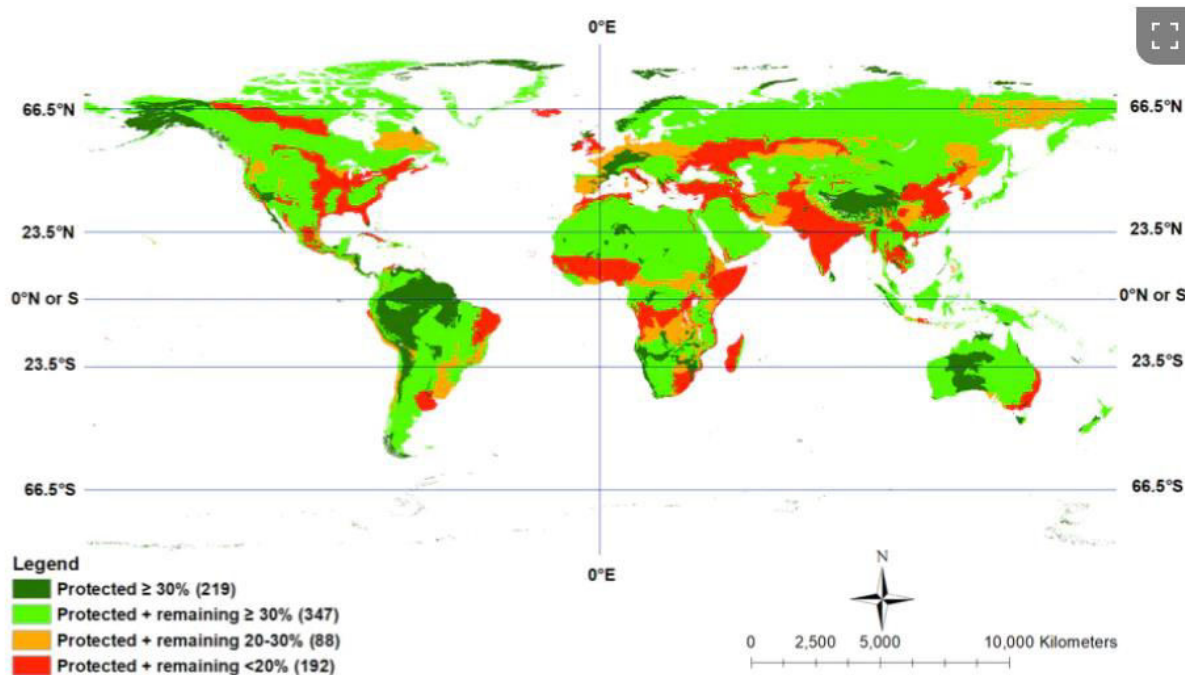 0°E
66.5°N 66.5°N
23.5°N 23.5°N
0°N or S 0°N or S
23.5°S 23.5°S
66.5°S 66.5°S
0°E
Legend
Protected ≥ 30% (219)
Protected + remaining ≥ 30% (347)
Protected + remaining 20-30% (88)
Protected + remaining <20% (192)
N
0 2,500 5,000 10,000 Kilometers